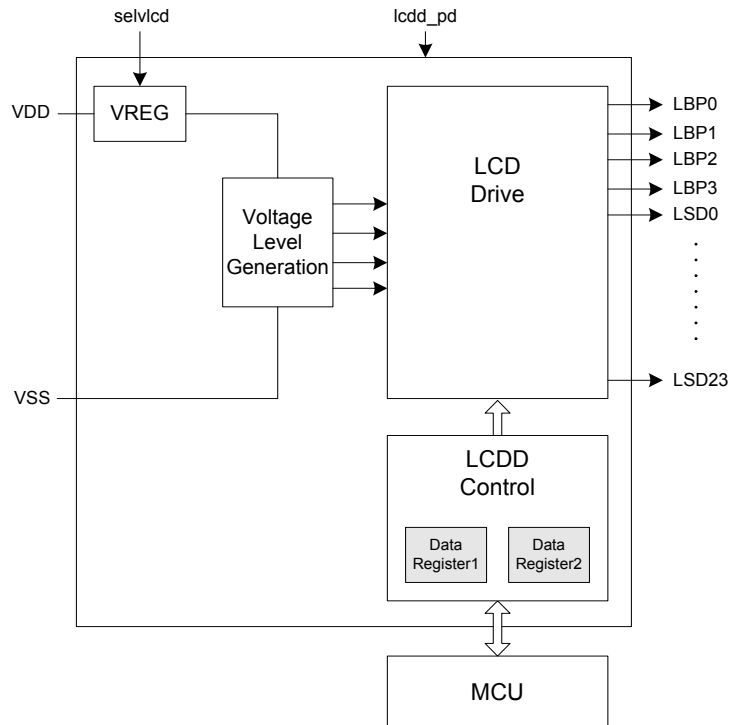 selvlcd
lcdd_pd
VDD
VREG
LCD
Drive
Voltage
Level
Generation
LBP0
LBP1
LBP2
LBP3
LSD0
LSD23
VSS
LCDD
Control
Data
Register1
Data
Register2
MCU